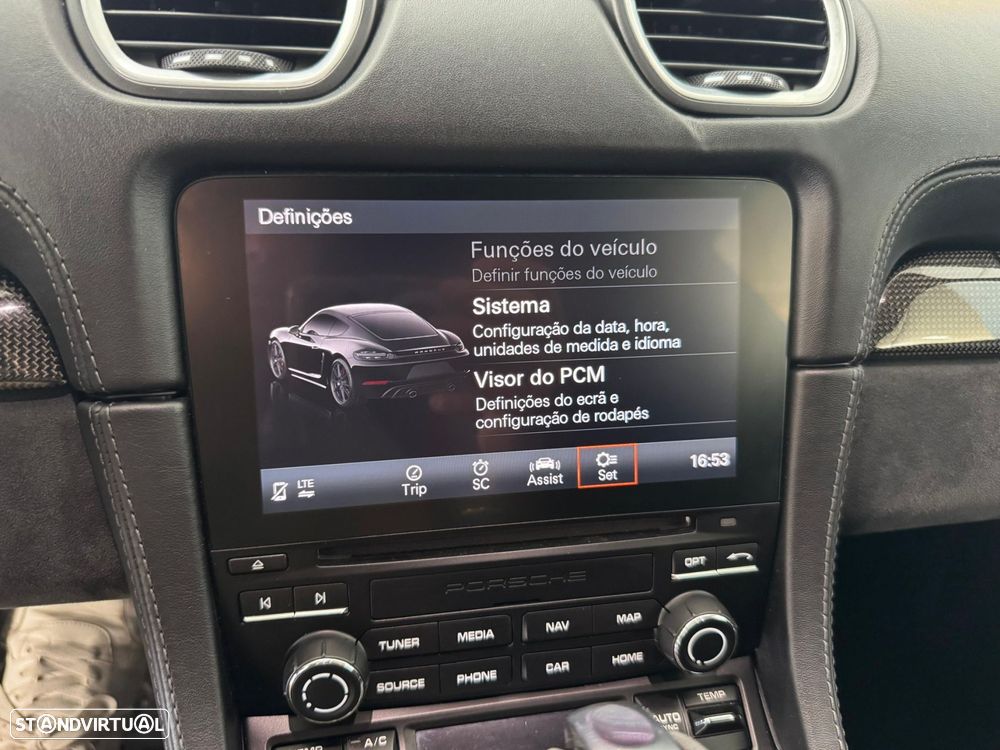 Definições
Funções do veículo
Definir funções do veículo
Sistema
Configuração da data, hora,
unidades de medida e idioma
Visor do PCM
Definições do ecrã e
configuração de rodapés
PORSCHE
LTE
Trip
SC
Assist
Set
16:53
PORSCHE
OPT
TUNER
MEDIA
NAV
MAP
SOURCE
PHONE
CAR
HOME
TEMP
AUTO
A/C
STANDVIRTUAL